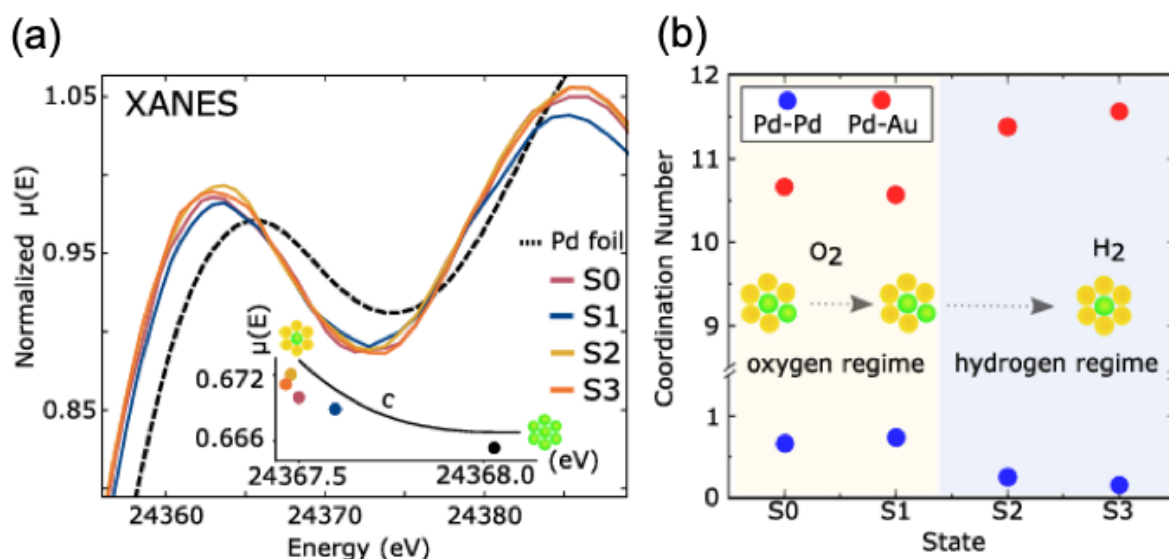 (a)
XANES
Normalized μ(E)
1.05
0.95
0.85
Pd foil
S0
S1
S2
S3
μ(E)
0.672
0.666
c
24367.5
24368.0
(eV)
24360
24370
24380
Energy (eV)
(b)
Coordination Number
12
11
10
9
1
0
Pd-Pd
Pd-Au
O2
H2
oxygen regime
hydrogen regime
S0
S1
S2
S3
State